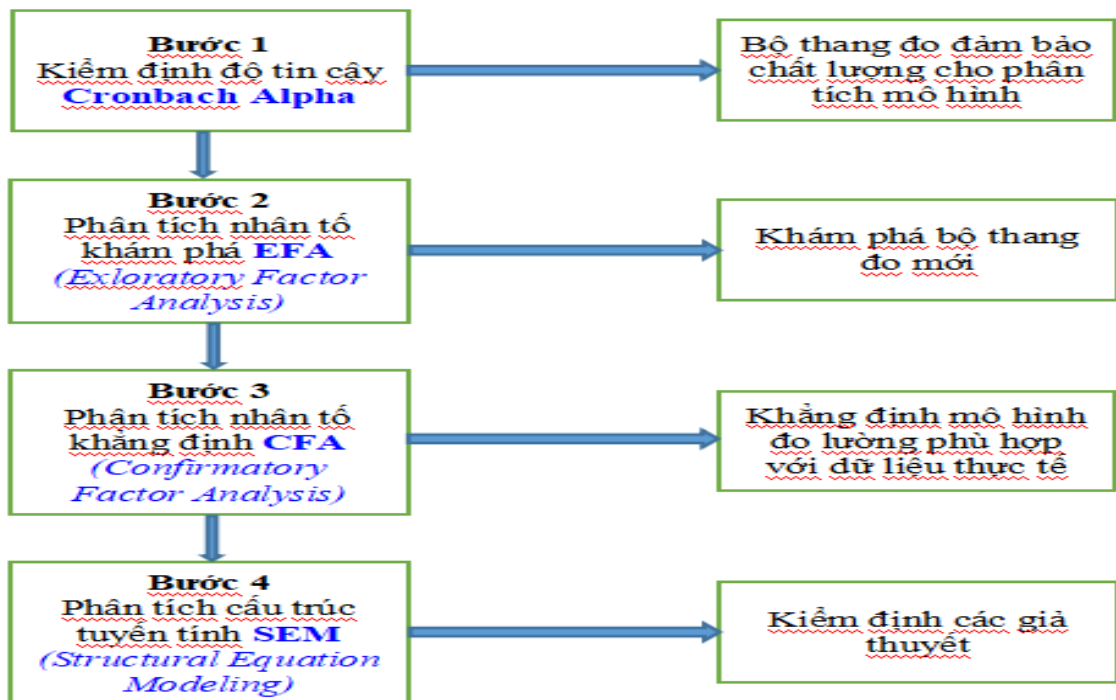 Bước 1
Kiểm định độ tin cậy
Cronbach Alpha
Bộ thang đo đảm bảo
chất lượng cho phân
tích mô hình
Bước 2
Phân tích nhân tố
khám phá EFA
(Exloratory Factor
Analysis)
Khám phá bộ thang
đo mới
Bước 3
Phận tích nhân tố
khẳng định CFA
(Confirmatory
Factor Analysis)
Khẳng định mô hình
đo lường phù hợp
với dữ liệu thực tế
Bước 4
Phân tích cấu trúc
tuyến tính SEM
(Structural Equation
Modeling)
Kiểm định các giả
thuyết